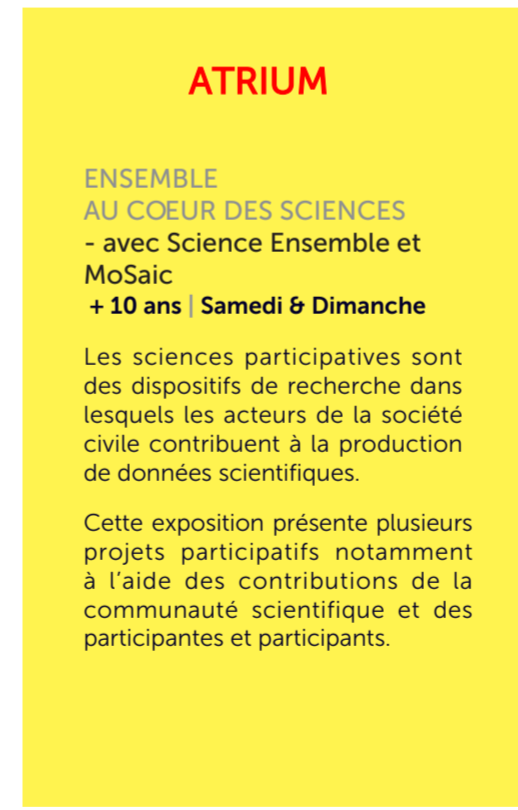 ATRIUM
ENSEMBLE
AU COEUR DES SCIENCES
- avec Science Ensemble et
MoSaic
+ 10 ans | Samedi & Dimanche
Les sciences participatives sont
des dispositifs de recherche dans
lesquels les acteurs de la société
civile contribuent à la production
de données scientifiques.
Cette exposition présente plusieurs
projets participatifs notamment
à l'aide des contributions de la
communauté scientifique et des
participantes et participants.